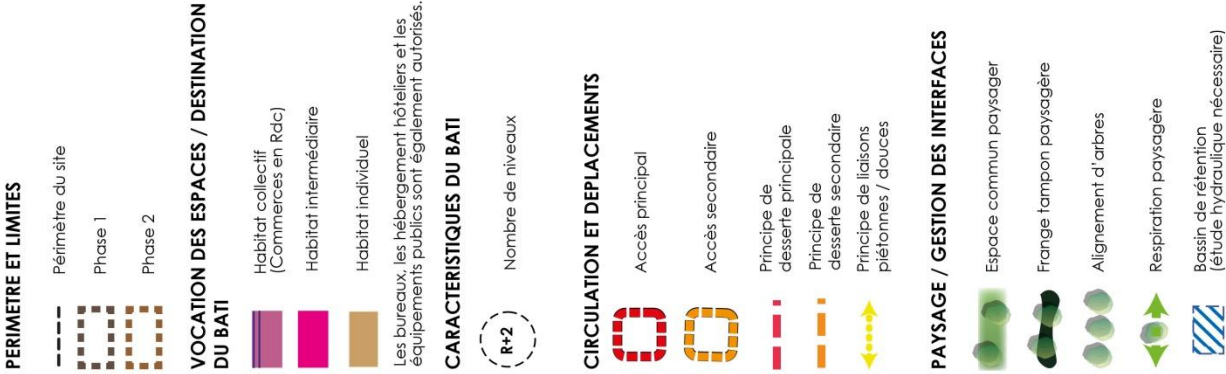 PERIMETRE ET LIMITES
Périmètre du site
Phase 1
Phase 2
VOCATION DES ESPACES / DESTINATION
DU BATI
Habitat collectif
(Commerces en Rdc)
Habitat intermédiaire
Habitat individuel
Les bureaux, les hébergement hôteliers et les
équipements publics sont également autorisés.
CARACTERISTIQUES DU BATI
R+2
Nombre de niveaux
CIRCULATION ET DEPLACEMENTS
Accès principal
Accès secondaire
Principe de
desserte principale
Principe de
desserte secondaire
Principe de liaisons
piétonnes / douces
PAYSAGE / GESTION DES INTERFACES
Espace commun paysager
Frange tampon paysagère
Alignement d'arbres
Respiration paysagère
Bassin de rétention
(étude hydraulique nécessaire)